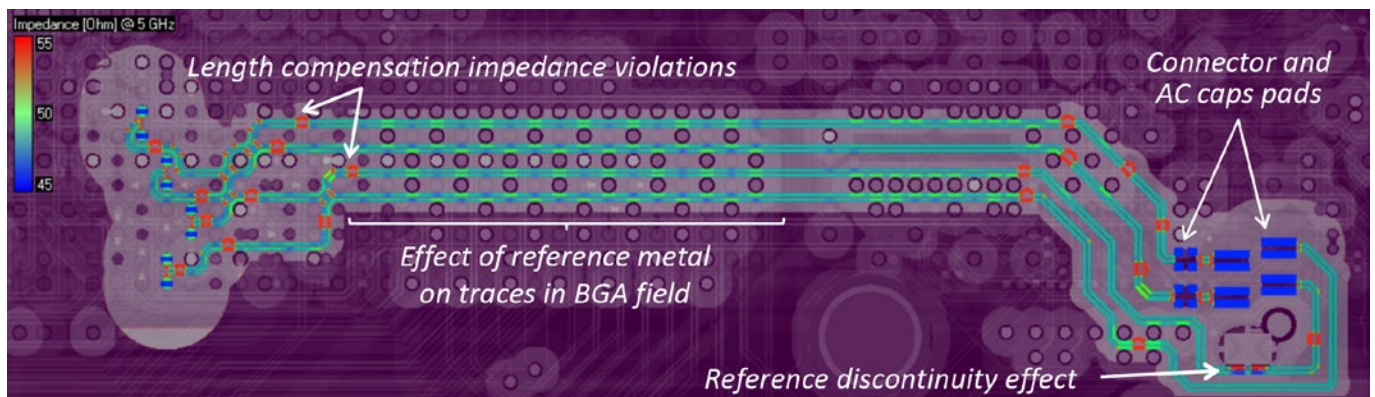 Impedance [Ohm] @ 5 GHz
55
50
45
Length compensation impedance violations
Connector and
AC caps pads
Effect of reference metal
on traces in BGA field
Reference discontinuity effect